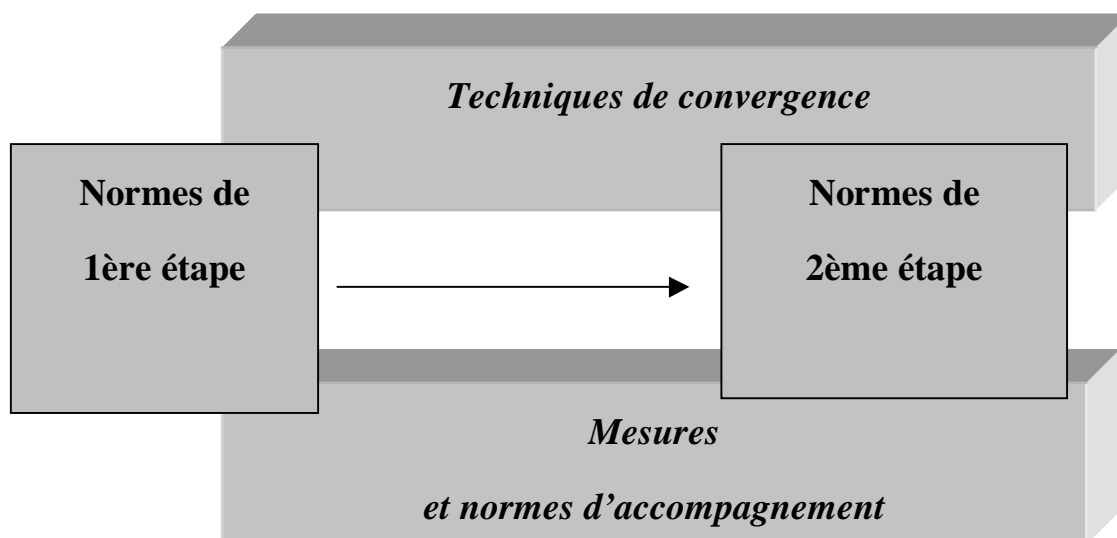 Techniques de convergence
Normes de
1ère étape
Normes de
2ème étape
Mesures
et normes d’accompagnement